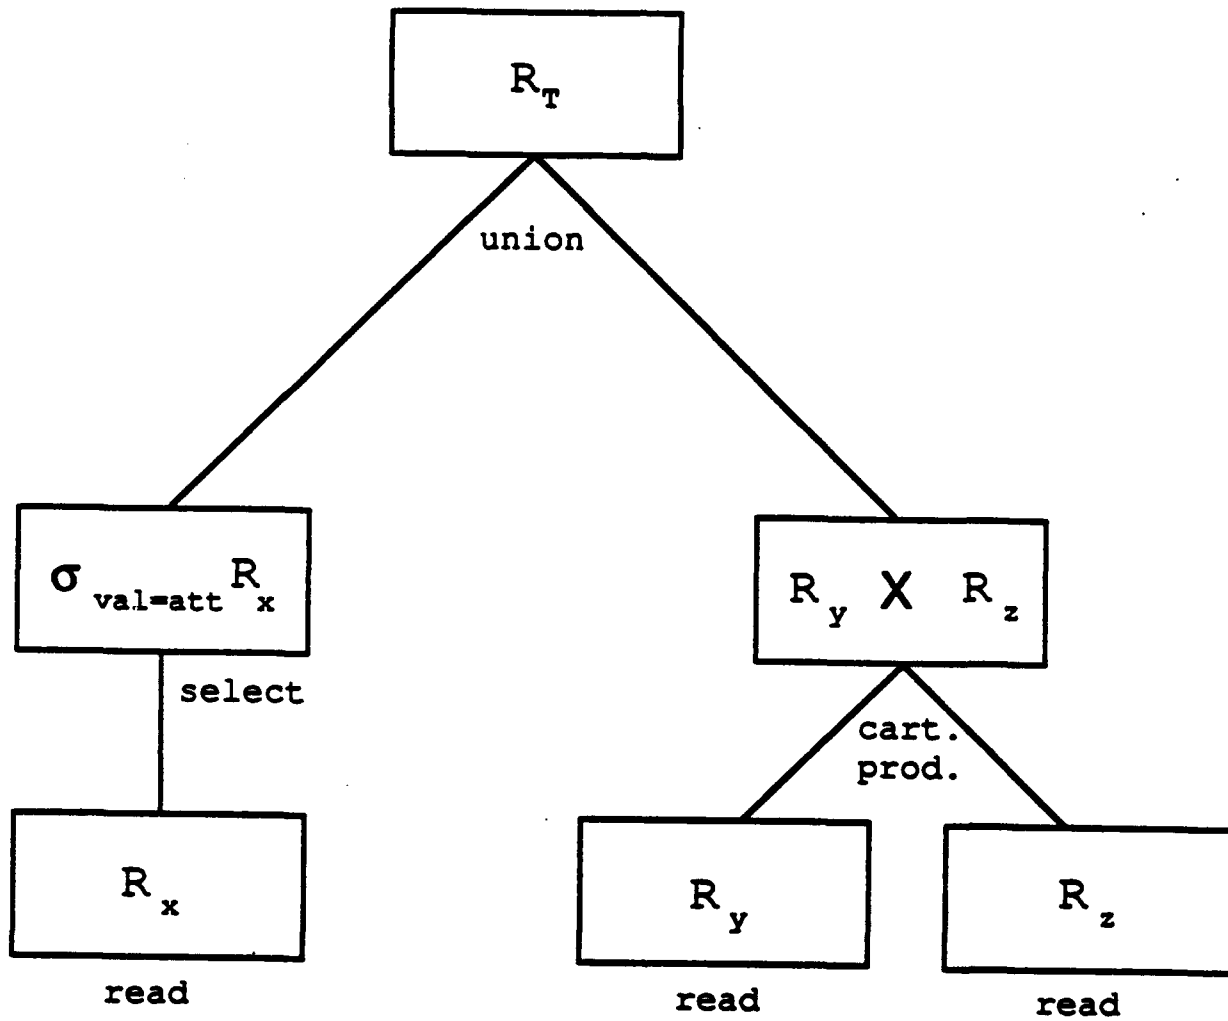 R_T
union
σ_val=att R_x
R_y X R_z
select
cart.
prod.
R_x
R_y
R_z
read
read
read